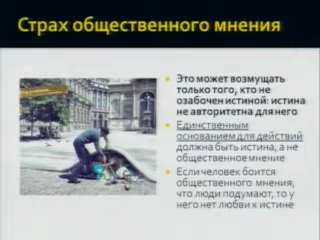 Страх общественного мнения
Это может возмущать
только того, кто не
озабочен истиной: истина
не авторитетна для него
Единственным
основанием для действий
должна быть истина, а не
общественное мнение
Если человек боится
общественного мнения,
что люди подумают, то у
него нет любви к истине